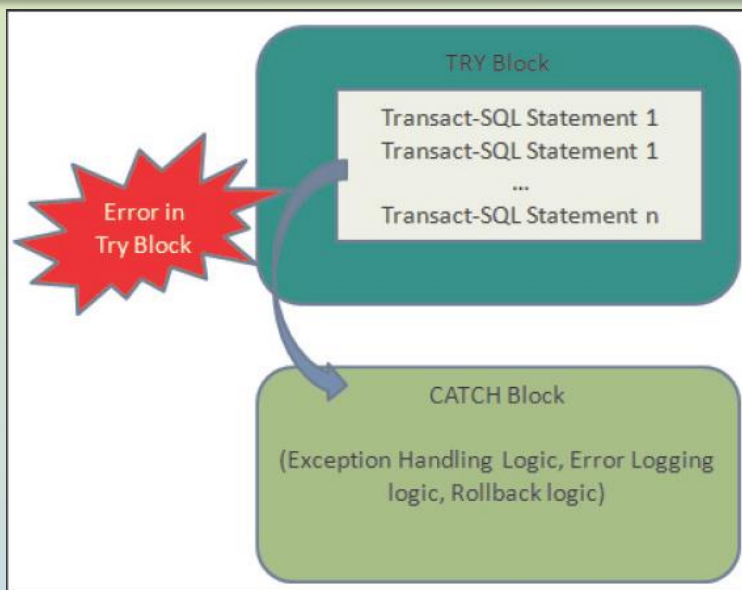 TRY Block
Transact-SQL Statement 1
Transact-SQL Statement 1
...
Transact-SQL Statement n
Error in
Try Block
CATCH Block
(Exception Handling Logic, Error Logging
logic, Rollback logic)